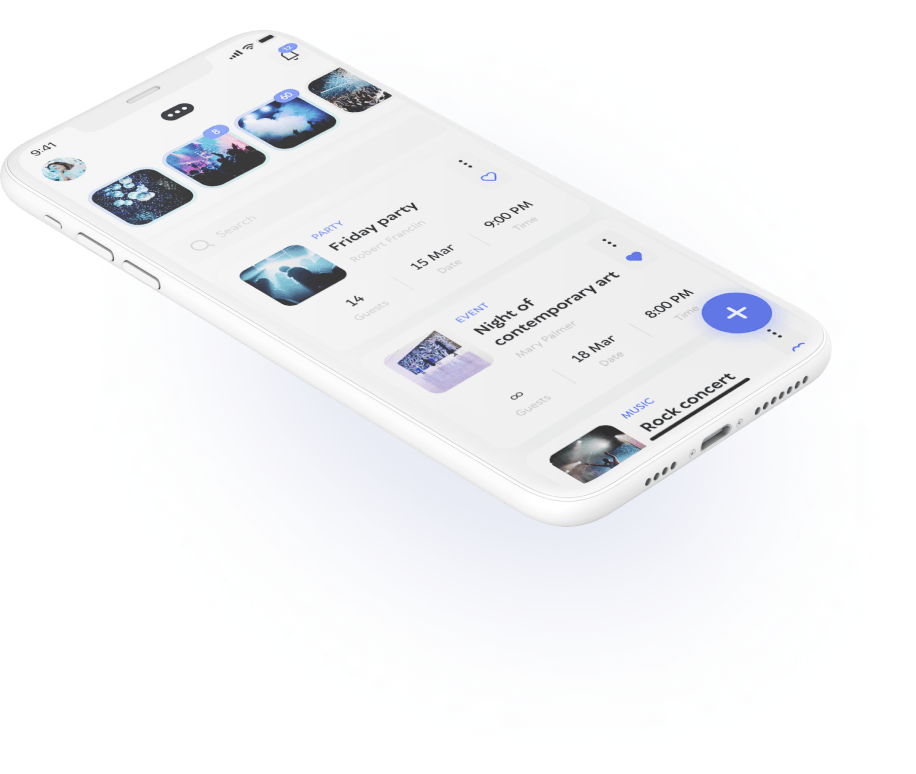 9:41
8
60
Search
PARTY
Friday party
Robert Franclin
14
Guests
15 Mar
Date
9:00 PM
Time
EVENT
Night of
contemporary art
Mary Palmer
∞
Guests
18 Mar
Date
8:00 PM
Time
MUSIC
Rock concert